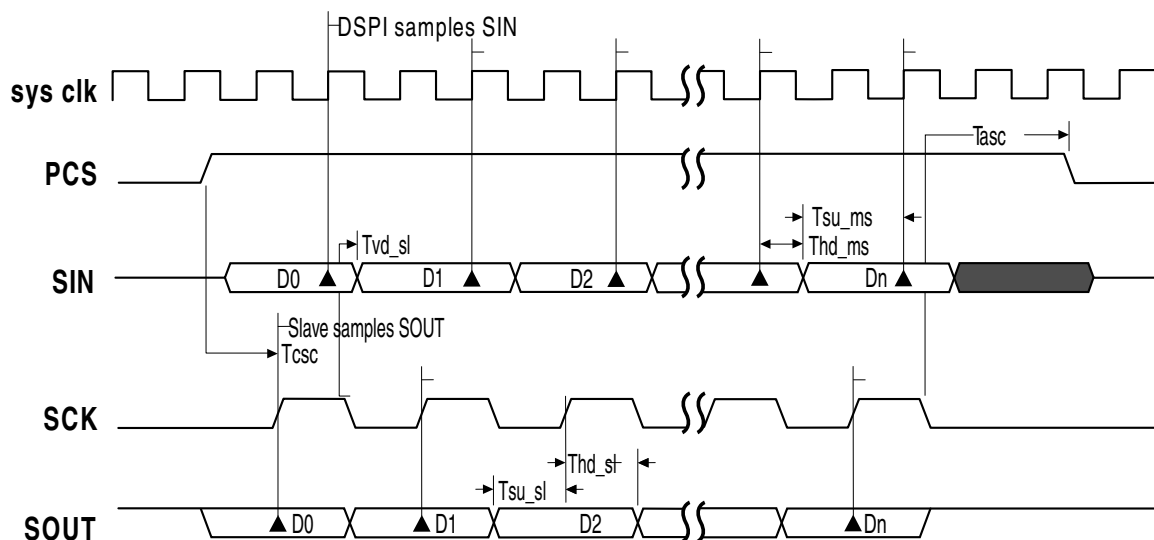 DSPI samples SIN
sys clk
Tasc
PCS
Tsu_ms
Tvd_sl
Thd_ms
SIN
D0
D1
D2
Dn
Slave samples SOUT
Tcsc
SCK
Thd_sl
Tsu_sl
SOUT
D0
D1
D2
Dn